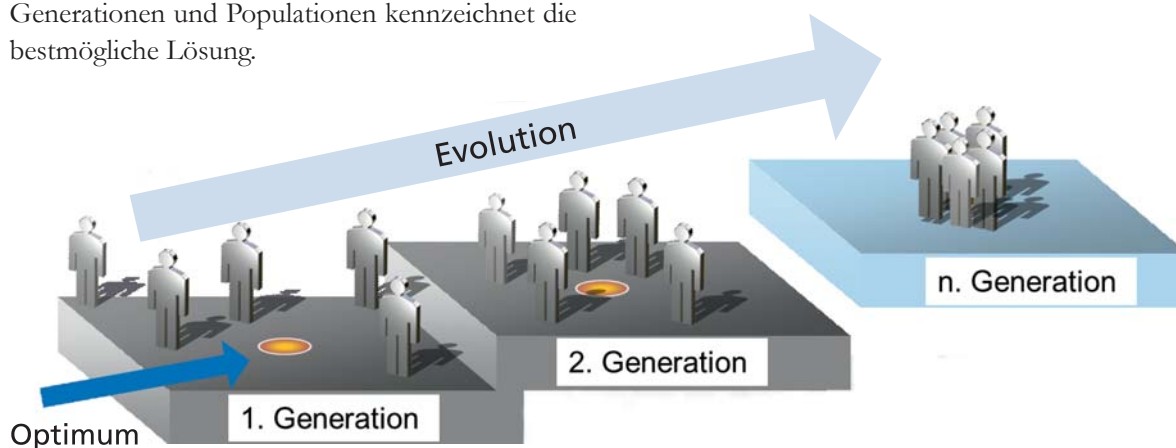 Generationen und Populationen kennzeichnet die
bestmögliche Lösung.
Evolution
n. Generation
2. Generation
1. Generation
Optimum